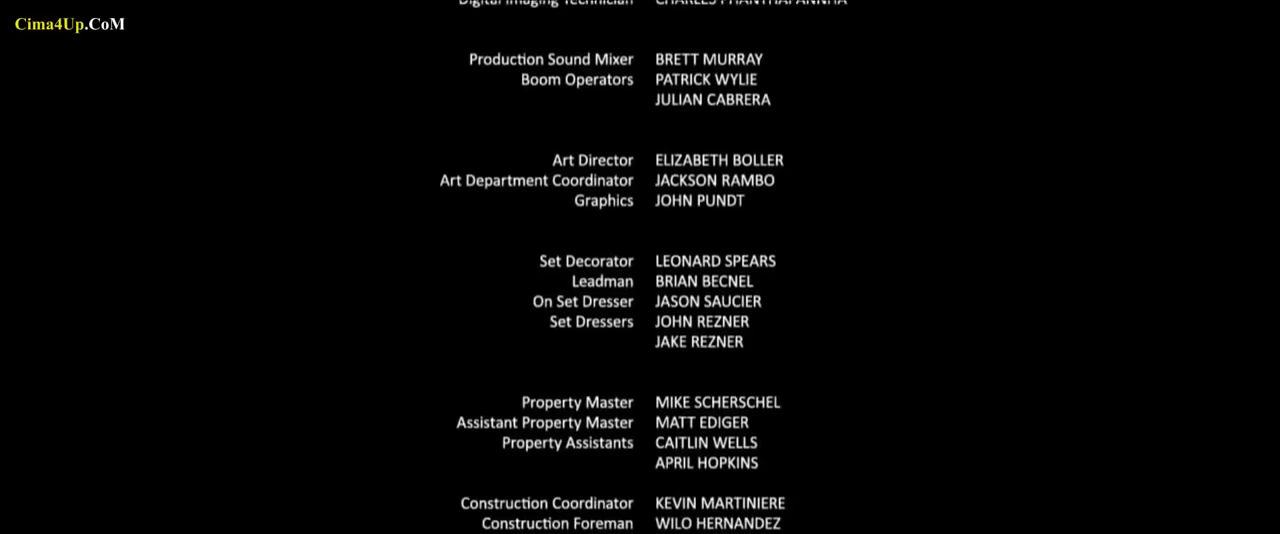 Cima4Up.CoM
Digital Imaging Technician
Production Sound Mixer BRETT MURRAY
Boom Operators PATRICK WYLIE
JULIAN CABRERA
Art Director ELIZABETH BOLLER
Art Department Coordinator JACKSON RAMBO
Graphics JOHN PUNDT
Set Decorator LEONARD SPEARS
Leadman BRIAN BECNEL
On Set Dresser JASON SAUCIER
Set Dressers JOHN REZNER
JAKE REZNER
Property Master MIKE SCHERSCHEL
Assistant Property Master MATT EDIGER
Property Assistants CAITLIN WELLS
APRIL HOPKINS
Construction Coordinator KEVIN MARTINIERE
Construction Foreman WILO HERNANDEZ